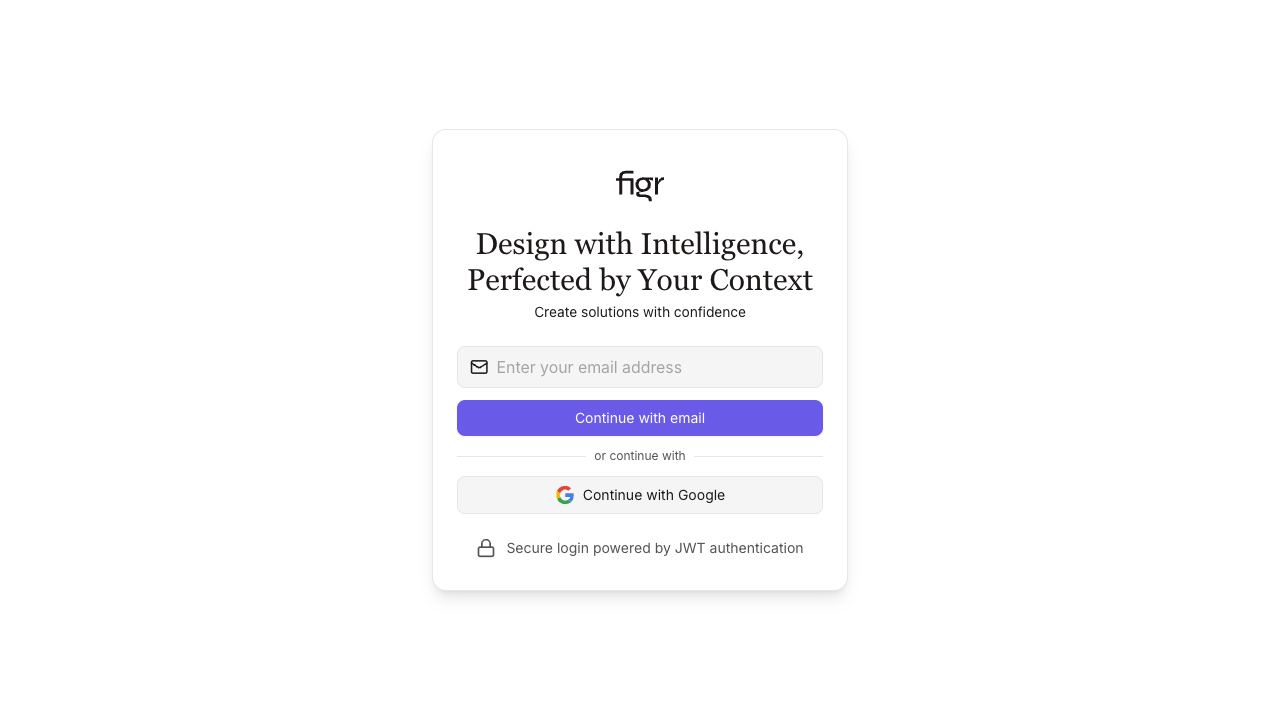 figr
Design with Intelligence,
Perfected by Your Context
Create solutions with confidence
Enter your email address
Continue with email
or continue with
Continue with Google
Secure login powered by JWT authentication